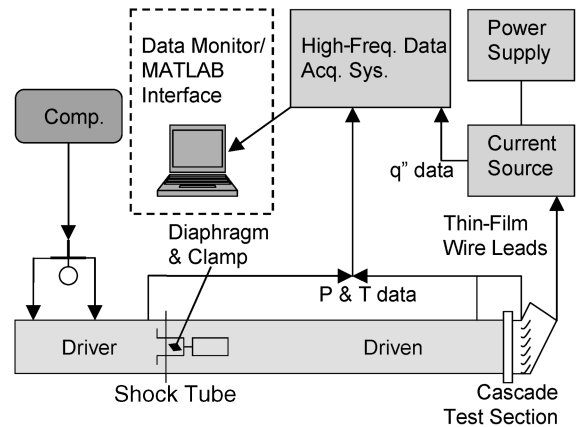 Data Monitor/
MATLAB
Interface
High-Freq. Data
Acq. Sys.
Power
Supply
Comp.
Current
Source
q" data
Thin-Film
Wire Leads
Diaphragm
& Clamp
P & T data
Driver
Driven
Shock Tube
Cascade
Test Section